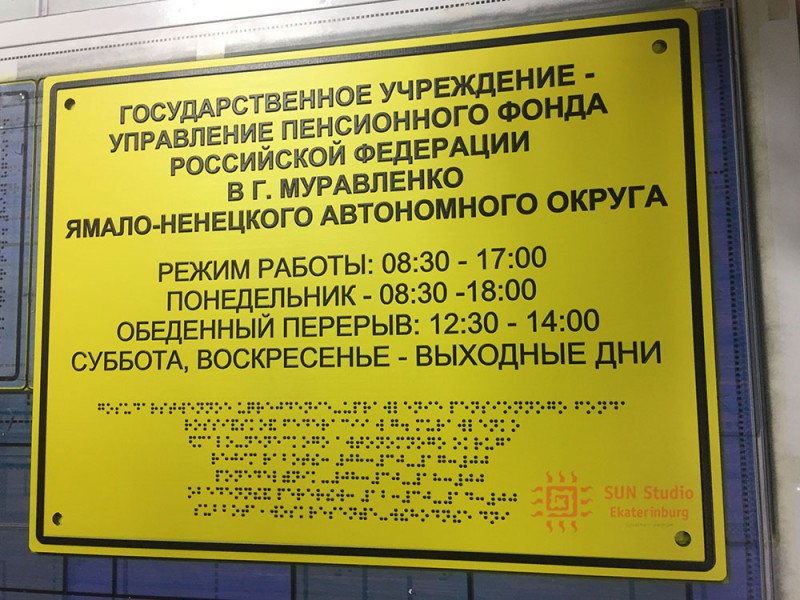 ГОСУДАРСТВЕННОЕ УЧРЕЖДЕНИЕ -
УПРАВЛЕНИЕ ПЕНСИОННОГО ФОНДА
РОССИЙСКОЙ ФЕДЕРАЦИИ
В Г. МУРАВЛЕНКО
ЯМАЛО-НЕНЕЦКОГО АВТОНОМНОГО ОКРУГА
РЕЖИМ РАБОТЫ: 08:30 - 17:00
ПОНЕДЕЛЬНИК - 08:30 -18:00
ОБЕДЕННЫЙ ПЕРЕРЫВ: 12:30 - 14:00
СУББОТА, ВОСКРЕСЕНЬЕ - ВЫХОДНЫЕ ДНИ
SUN Studio
Ekaterinburg